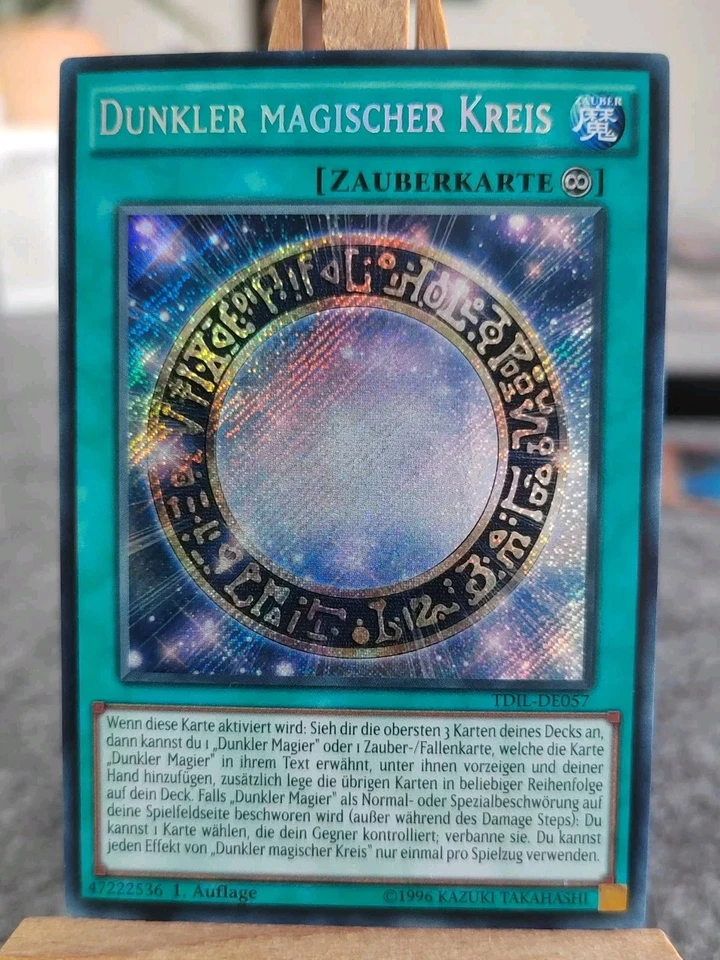 DUNKLER MAGISCHER KREIS
ZAUBER
魔
[ZAUBERKARTE]
TDIL-DE057
Wenn diese Karte aktiviert wird: Sieh dir die obersten 3 Karten deines Decks an,
dann kannst du 1 „Dunkler Magier" oder 1 Zauber-/Fallenkarte, welche die Karte
„Dunkler Magier" in ihrem Text erwähnt, unter ihnen vorzeigen und deiner
Hand hinzufügen, zusätzlich lege die übrigen Karten in beliebiger Reihenfolge
auf dein Deck. Falls „Dunkler Magier" als Normal- oder Spezialbeschwörung auf
deine Spielfeldseite beschworen wird (außer während des Damage Steps): Du
kannst 1 Karte wählen, die dein Gegner kontrolliert; verbanne sie. Du kannst
jeden Effekt von „Dunkler magischer Kreis" nur einmal pro Spielzug verwenden.
47222536 1. Auflage
©1996 KAZUKI TAKAHASHI